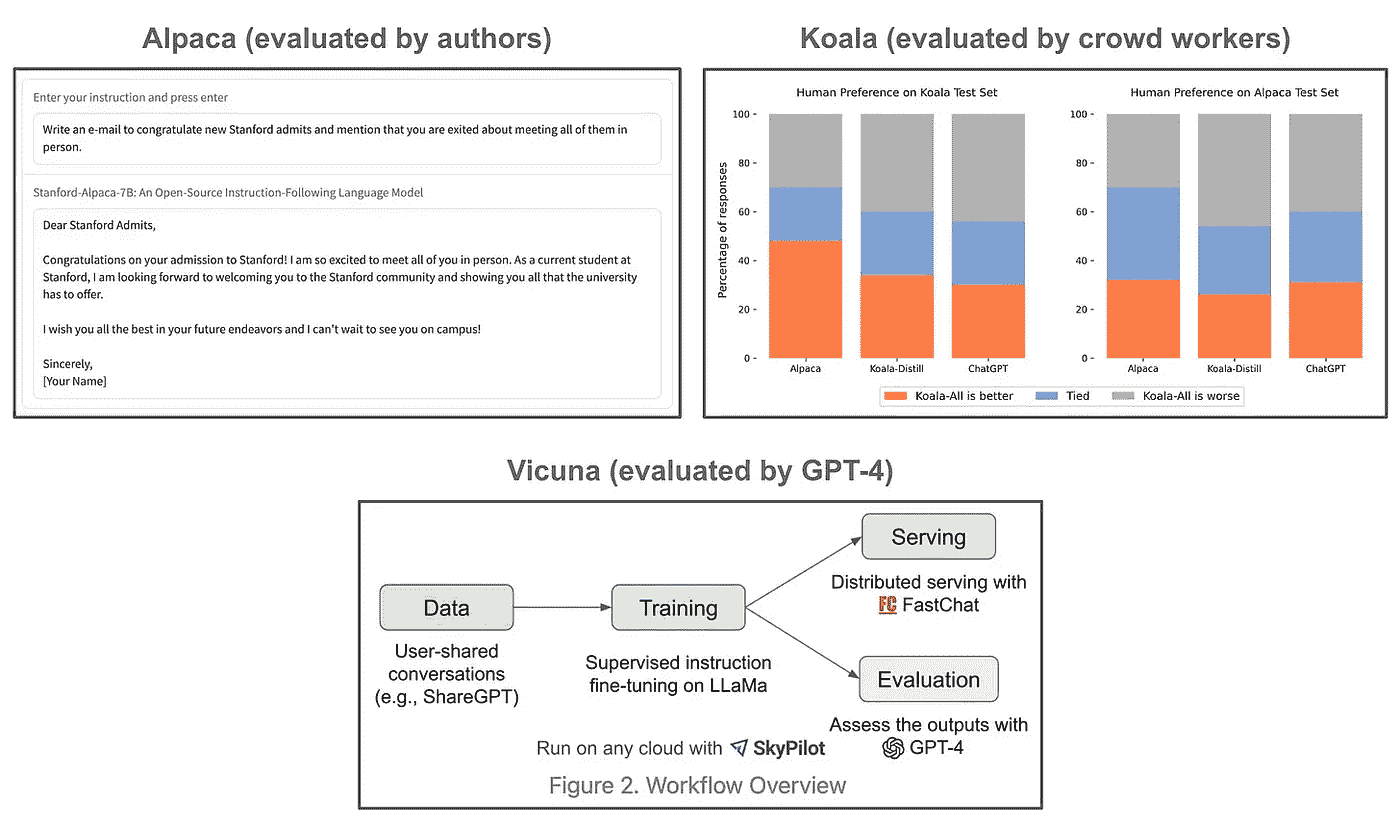 Alpaca (evaluated by authors)
Enter your instruction and press enter
Write an e-mail to congratulate new Stanford admits and mention that you are exited about meeting all of them in
person.
Stanford-Alpaca-7B: An Open-Source Instruction-Following Language Model
Dear Stanford Admits,
Congratulations on your admission to Stanford! I am so excited to meet all of you in person. As a current student at
Stanford, I am looking forward to welcoming you to the Stanford community and showing you all that the university
has to offer.
I wish you all the best in your future endeavors and I can't wait to see you on campus!
Sincerely,
[Your Name]
Koala (evaluated by crowd workers)
Human Preference on Koala Test Set
Percentage of responses
100
80
60
40
20
0
Alpaca
Koala-Distill
ChatGPT
Human Preference on Alpaca Test Set
100
80
60
40
20
0
Alpaca
Koala-Distill
ChatGPT
Koala-All is better
Tied
Koala-All is worse
Vicuna (evaluated by GPT-4)
Data
User-shared
conversations
(e.g., ShareGPT)
Training
Supervised instruction
fine-tuning on LLaMa
Serving
Distributed serving with
FC FastChat
Evaluation
Assess the outputs with
GPT-4
Run on any cloud with SkyPilot
Figure 2. Workflow Overview